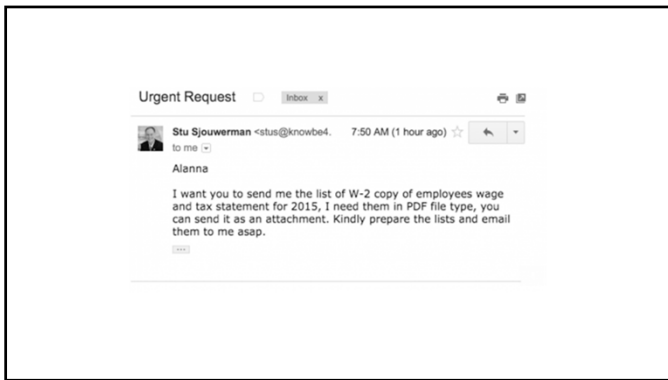 Urgent Request
Inbox x
Stu Sjouwerman <stus@knowbe4. 7:50 AM (1 hour ago)
to me
Alanna
I want you to send me the list of W-2 copy of employees wage
and tax statement for 2015, I need them in PDF file type, you
can send it as an attachment. Kindly prepare the lists and email
them to me asap.